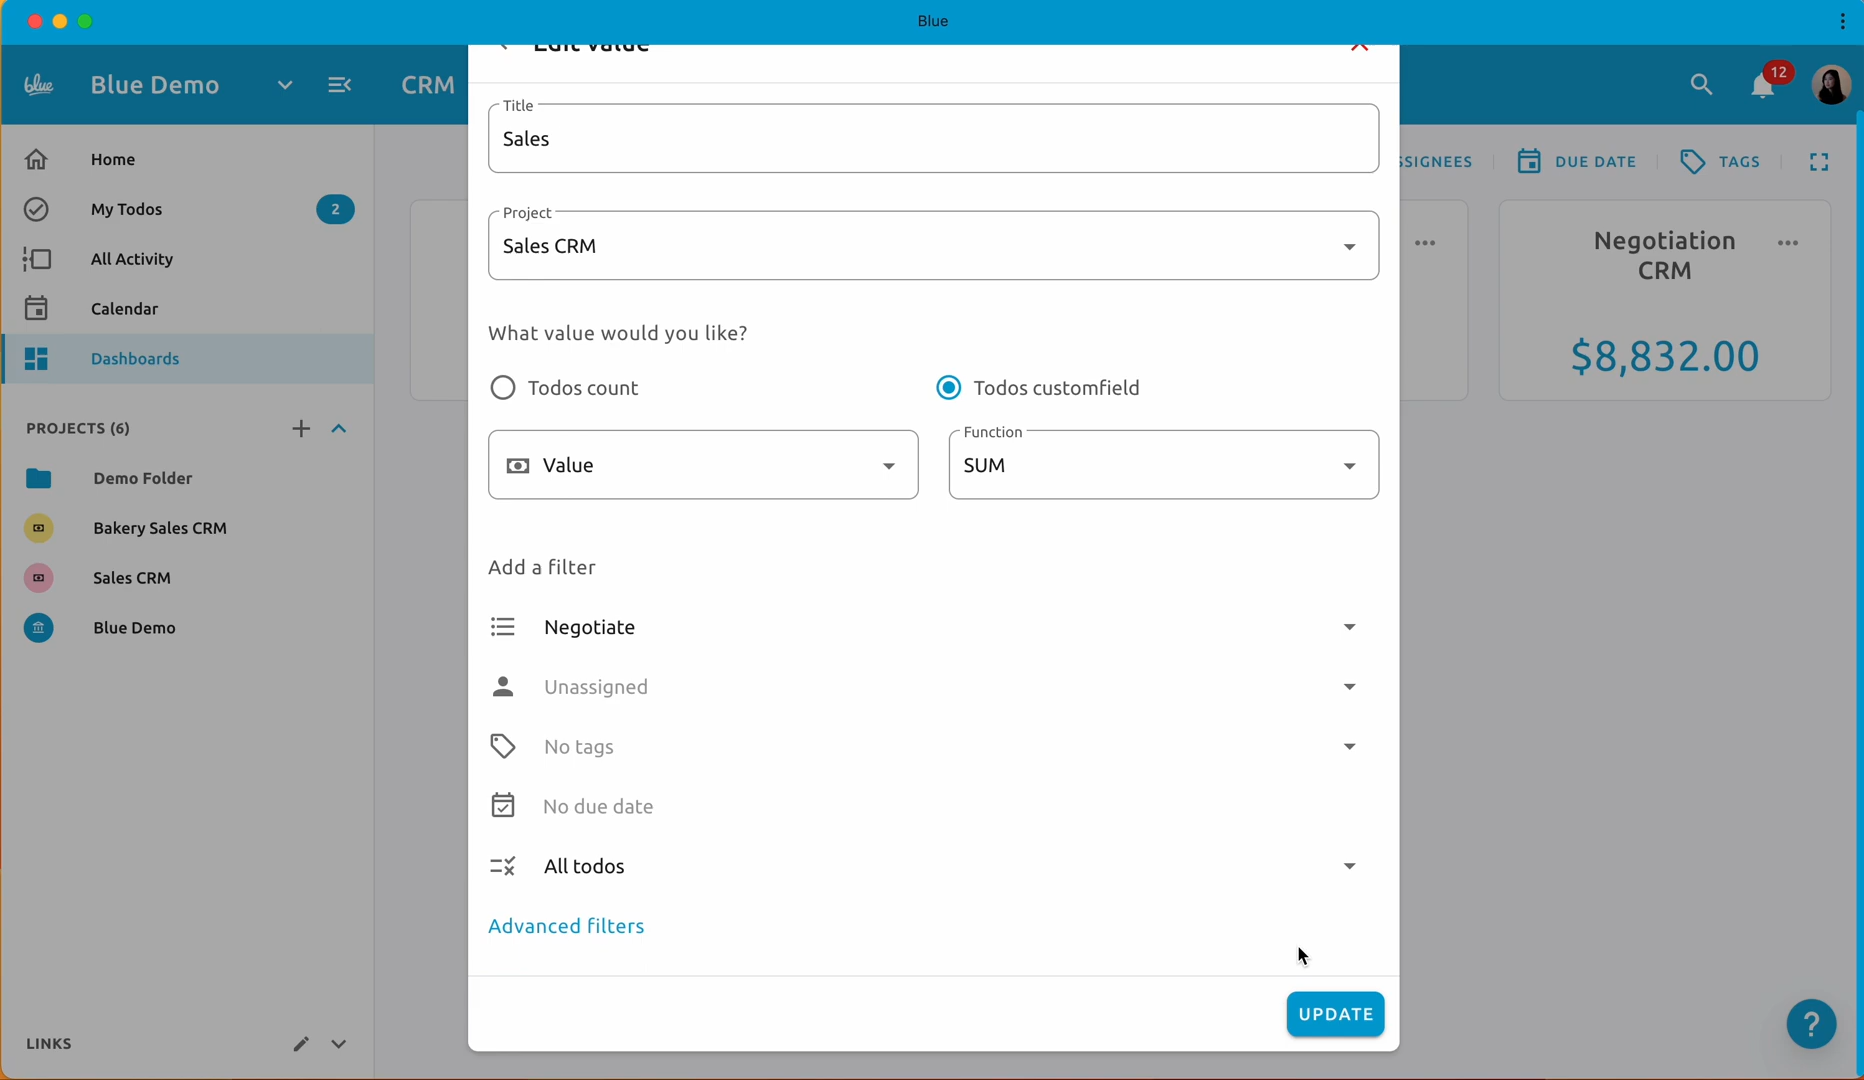 Blue
blue
Blue Demo
CRM
Edit value
12
Home
My Todos
2
All Activity
Calendar
Dashboards
PROJECTS (6)
Demo Folder
Bakery Sales CRM
Sales CRM
Blue Demo
LINKS
Title
Sales
Project
Sales CRM
What value would you like?
Todos count
Todos customfield
Value
Function
SUM
Add a filter
Negotiate
Unassigned
No tags
No due date
All todos
Advanced filters
UPDATE
SSIGNEES
DUE DATE
TAGS
Negotiation
CRM
$8,832.00
?